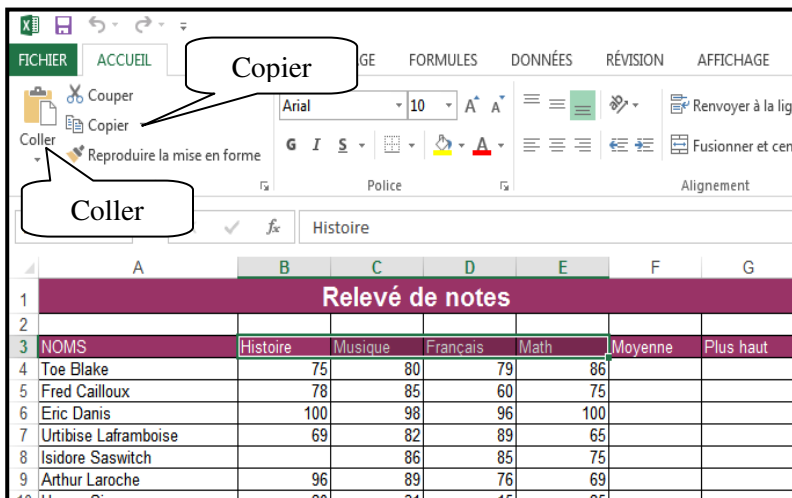 FICHIER ACCUEIL GE FORMULES DONNÉES RÉVISION AFFICHAGE
Copier
Couper
Copier
Coller
Reproduire la mise en forme
Arial 10 A A
G I S A
Renvoyer à la lig
Fusionner et cen
Police Alignement
Coller
fx Histoire
A B C D E F G
1 Relevé de notes
2
3 NOMS Histoire Musique Français Math Moyenne Plus haut
4 Toe Blake 75 80 79 86
5 Fred Cailloux 78 85 60 75
6 Eric Danis 100 98 96 100
7 Urtibise Laframboise 69 82 89 65
8 Isidore Saswitch 86 85 75
9 Arthur Laroche 96 89 76 69